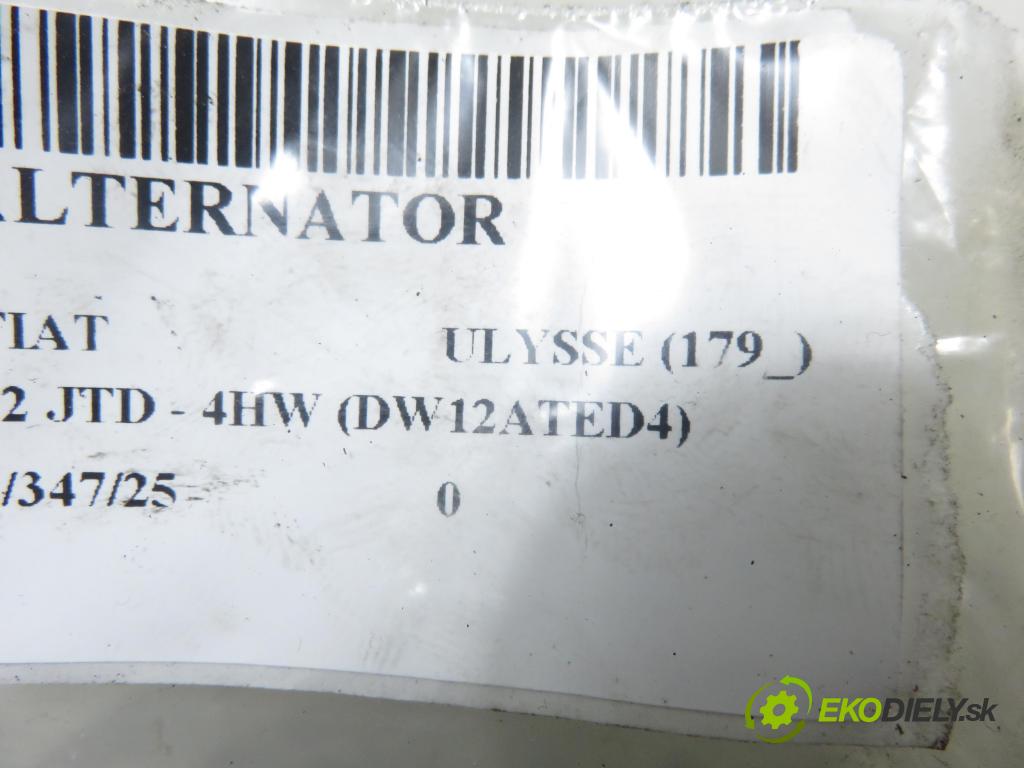 ALTERNATOR
FIAT ULYSSE (179_)
2 JTD - 4HW (DW12ATED4)
/347/25 0
EKODIELY.sk